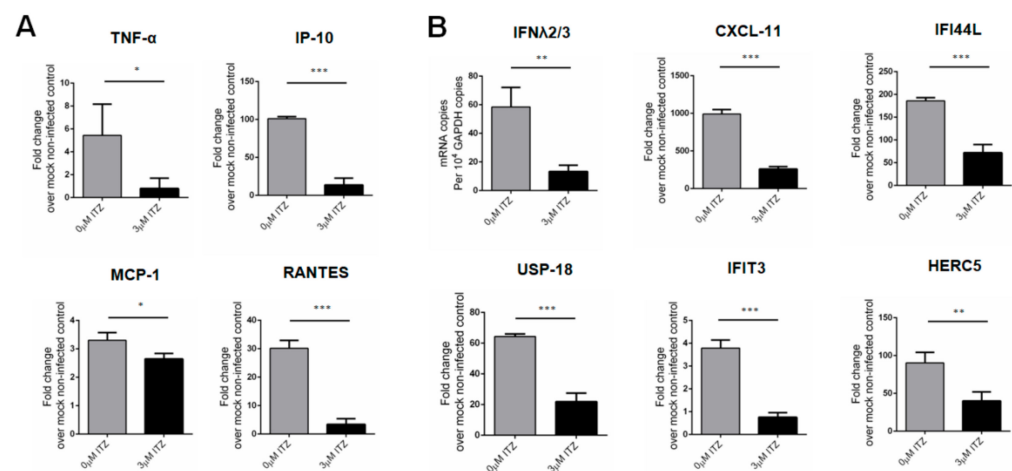 A
TNF-α
Fold change
over mock non-infected control
10
8
6
4
2
0
*
0µM ITZ
3µM ITZ
IP-10
Fold change
over mock non-infected control
150
100
50
0
***
0µM ITZ
3µM ITZ
B
IFNλ2/3
mRNA copies
Per 10⁴ GAPDH copies
80
60
40
20
0
**
0µM ITZ
3µM ITZ
CXCL-11
Fold change
over mock non-infected control
1500
1000
500
0
***
0µM ITZ
3µM ITZ
IFI44L
Fold change
over mock non-infected control
250
200
150
100
50
0
***
0µM ITZ
3µM ITZ
MCP-1
Fold change
over mock non-infected control
4
3
2
1
0
*
0µM ITZ
3µM ITZ
RANTES
Fold change
over mock non-infected control
40
30
20
10
0
***
0µM ITZ
3µM ITZ
USP-18
Fold change
over mock non-infected control
80
60
40
20
0
***
0µM ITZ
3µM ITZ
IFIT3
Fold change
over mock non-infected control
5
4
3
2
1
0
***
0µM ITZ
3µM ITZ
HERC5
Fold change
over mock non-infected control
150
100
50
0
**
0µM ITZ
3µM ITZ